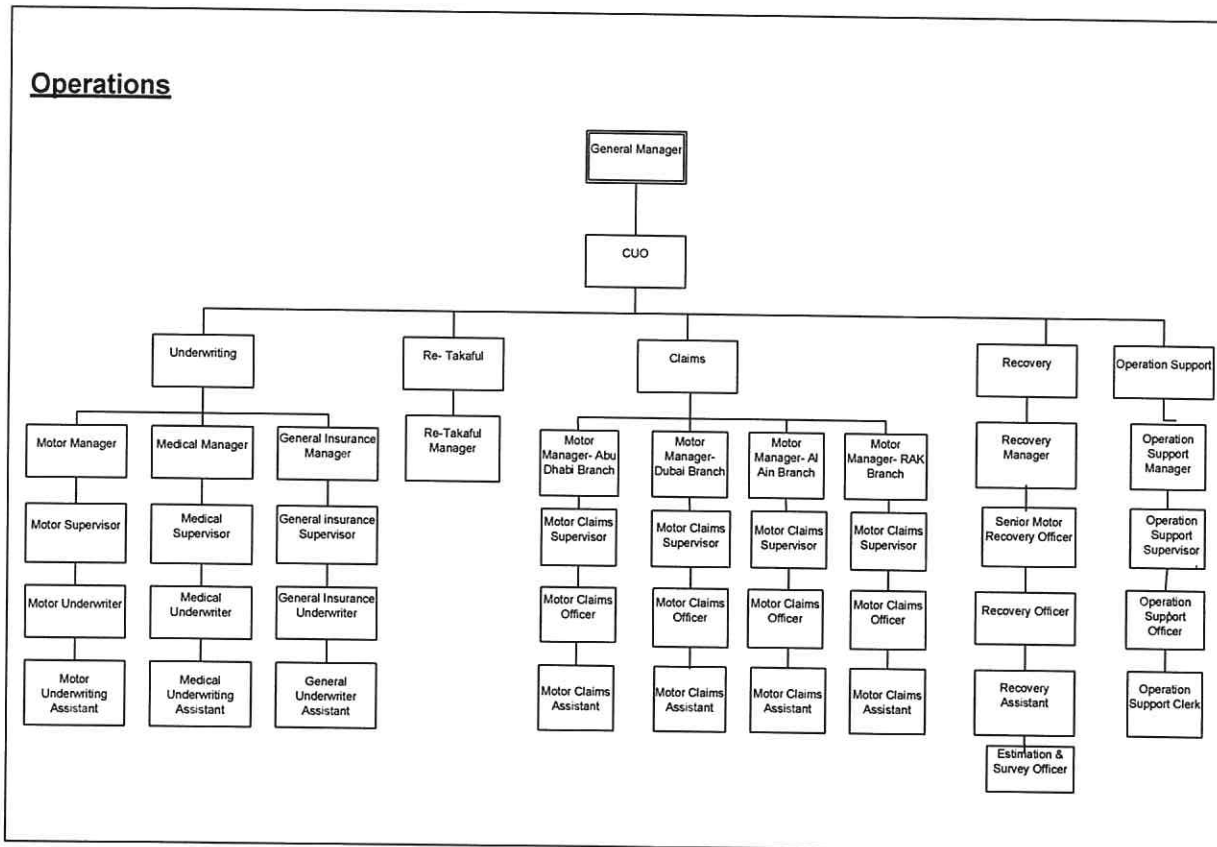 Operations
General Manager
CUO
Underwriting
Re- Takaful
Claims
Recovery
Operation Support
Motor Manager
Medical Manager
General Insurance
Manager
Re-Takaful
Manager
Motor
Manager- Abu
Dhabi Branch
Motor
Manager-
Dubai Branch
Motor
Manager- Al
Ain Branch
Motor
Manager- RAK
Branch
Recovery
Manager
Operation
Support
Manager
Motor Supervisor
Medical
Supervisor
General insurance
Supervisor
Motor Claims
Supervisor
Motor Claims
Supervisor
Motor Claims
Supervisor
Motor Claims
Supervisor
Senior Motor
Recovery Officer
Operation
Support
Supervisor
Motor Underwriter
Medical
Underwriter
General Insurance
Underwriter
Motor Claims
Officer
Motor Claims
Officer
Motor Claims
Officer
Motor Claims
Officer
Recovery Officer
Operation
Support
Officer
Motor
Underwriting
Assistant
Medical
Underwriting
Assistant
General
Underwriter
Assistant
Motor Claims
Assistant
Motor Claims
Assistant
Motor Claims
Assistant
Motor Claims
Assistant
Recovery
Assistant
Operation
Support Clerk
Estimation &
Survey Officer